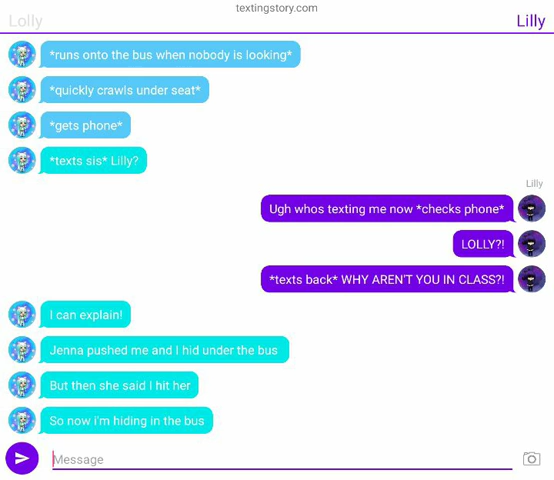 textingstory.com
Lolly
Lilly
*runs onto the bus when nobody is looking*
*quickly crawls under seat*
*gets phone*
*texts sis* Lilly?
Lilly
Ugh whos texting me now *checks phone*
LOLLY?!
*texts back* WHY AREN'T YOU IN CLASS?!
I can explain!
Jenna pushed me and I hid under the bus
But then she said I hit her
So now i'm hiding in the bus
Message